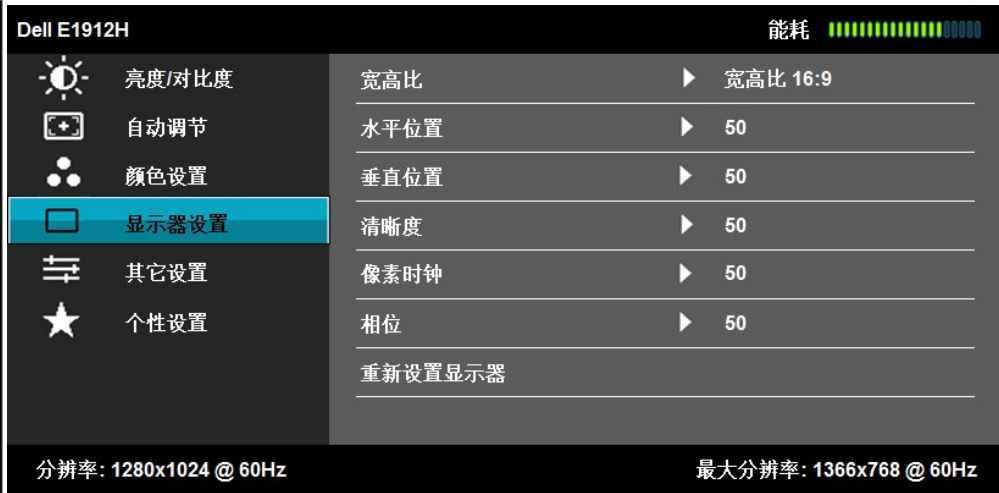 Dell E1912H 能耗
亮度/对比度 宽高比 宽高比 16:9
自动调节 水平位置 50
颜色设置 垂直位置 50
显示器设置 清晰度 50
其它设置 像素时钟 50
个性设置 相位 50
重新设置显示器
分辨率: 1280x1024 @ 60Hz 最大分辨率: 1366x768 @ 60Hz